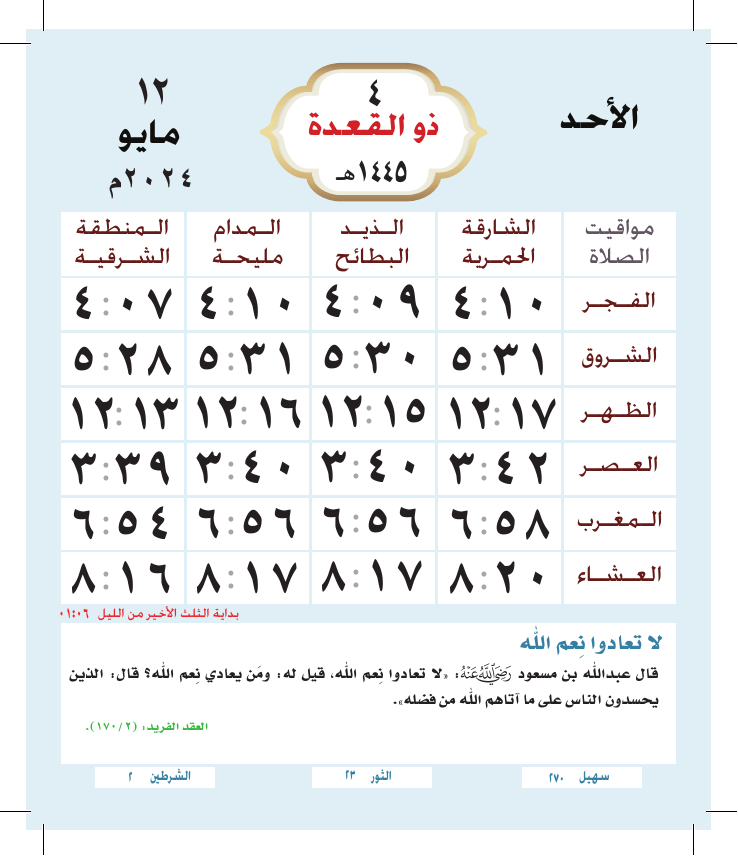 الأحد
٤
ذو القعدة
١٤٤٥هـ
١٢
مايو
٢٠٢٤م
مواقيت الصلاة	الشارقة الحمرية	الذيد البطائح	المدام مليحة	المنطقة الشرقية
الفجر	٤:١٠	٤:٠٩	٤:١٠	٤:٠٧
الشروق	٥:٣١	٥:٣٠	٥:٣١	٥:٢٨
الظهر	١٢:١٧	١٢:١٥	١٢:١٦	١٢:١٣
العصر	٣:٤٢	٣:٤٠	٣:٤٠	٣:٣٩
المغرب	٦:٥٨	٦:٥٦	٦:٥٦	٦:٥٤
العشاء	٨:٢٠	٨:١٧	٨:١٧	٨:١٦
بداية الثلث الأخير من الليل ٠١:٠٦
لا تعادوا نِعم الله
قال عبدالله بن مسعود رَضِيَ اللَّهُ عَنْهُ: «لا تعادوا نِعم الله، قيل له: ومَن يعادي نِعم الله؟ قال: الذين
يحسدون الناس على ما آتاهم الله من فضله».
العقد الفريد: (٢/ ١٧٠).
سهيل ٢٧٠
الثور ٢٣
الشرطين ٢